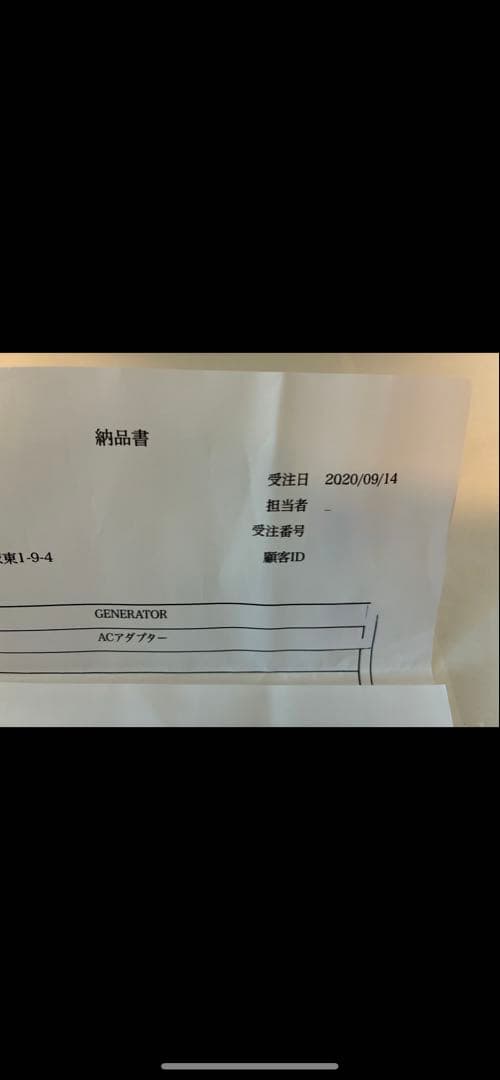 納品書
受注日 2020/09/14
担当者 _
受注番号
東1-9-4
顧客ID
GENERATOR
ACアダプター